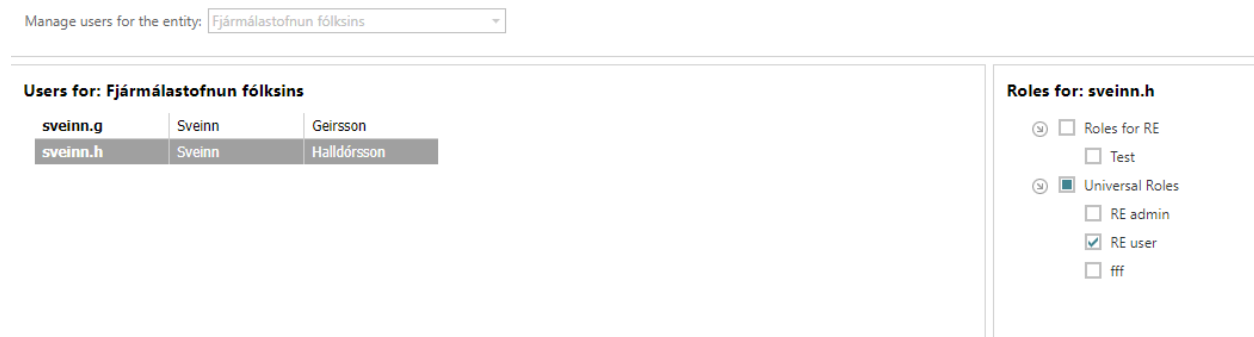 Manage users for the entity: Fjármálastofnun fólksins
Users for: Fjármálastofnun fólksins
sveinn.g Sveinn Geirsson
sveinn.h Sveinn Halldórsson
Roles for: sveinn.h
Roles for RE
Test
Universal Roles
RE admin
RE user
fff